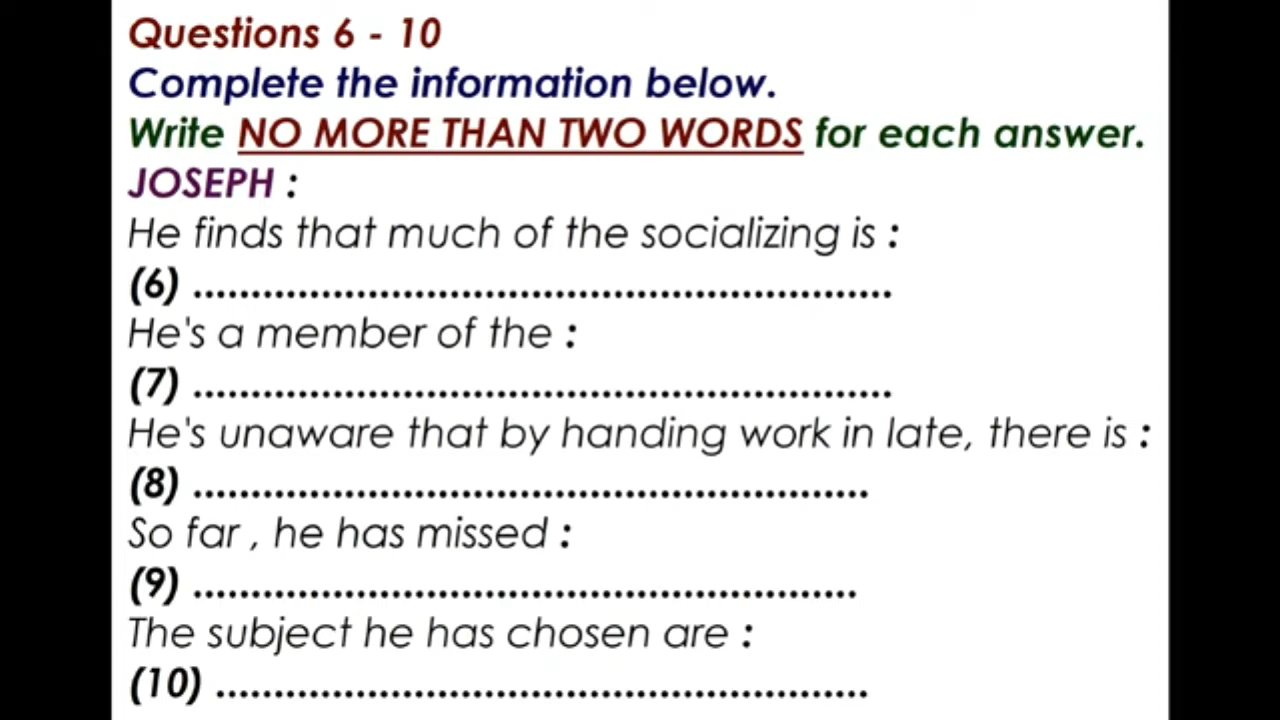 Questions 6 - 10
Complete the information below.
Write NO MORE THAN TWO WORDS for each answer.
JOSEPH :
He finds that much of the socializing is :
(6) ............................................................
He's a member of the :
(7) ............................................................
He's unaware that by handing work in late, there is :
(8) ..........................................................
So far , he has missed :
(9) .........................................................
The subject he has chosen are :
(10) ........................................................